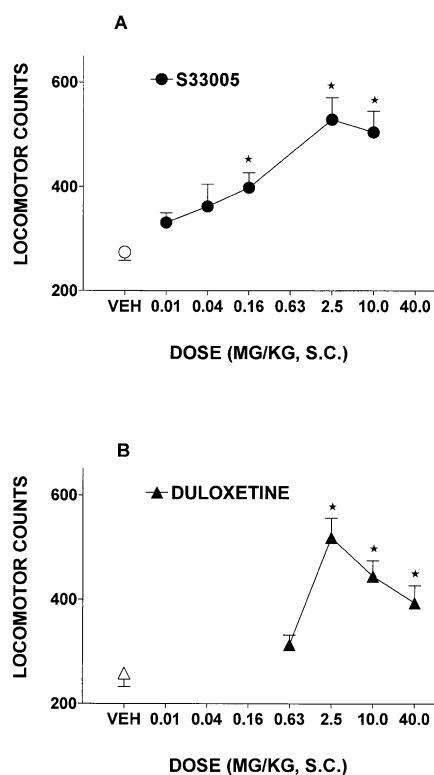 A
S33005
LOCOMOTOR COUNTS
600
400
200
VEH 0.01 0.04 0.16 0.63 2.5 10.0 40.0
DOSE (MG/KG, S.C.)
B
DULOXETINE
LOCOMOTOR COUNTS
600
400
200
VEH 0.01 0.04 0.16 0.63 2.5 10.0 40.0
DOSE (MG/KG, S.C.)